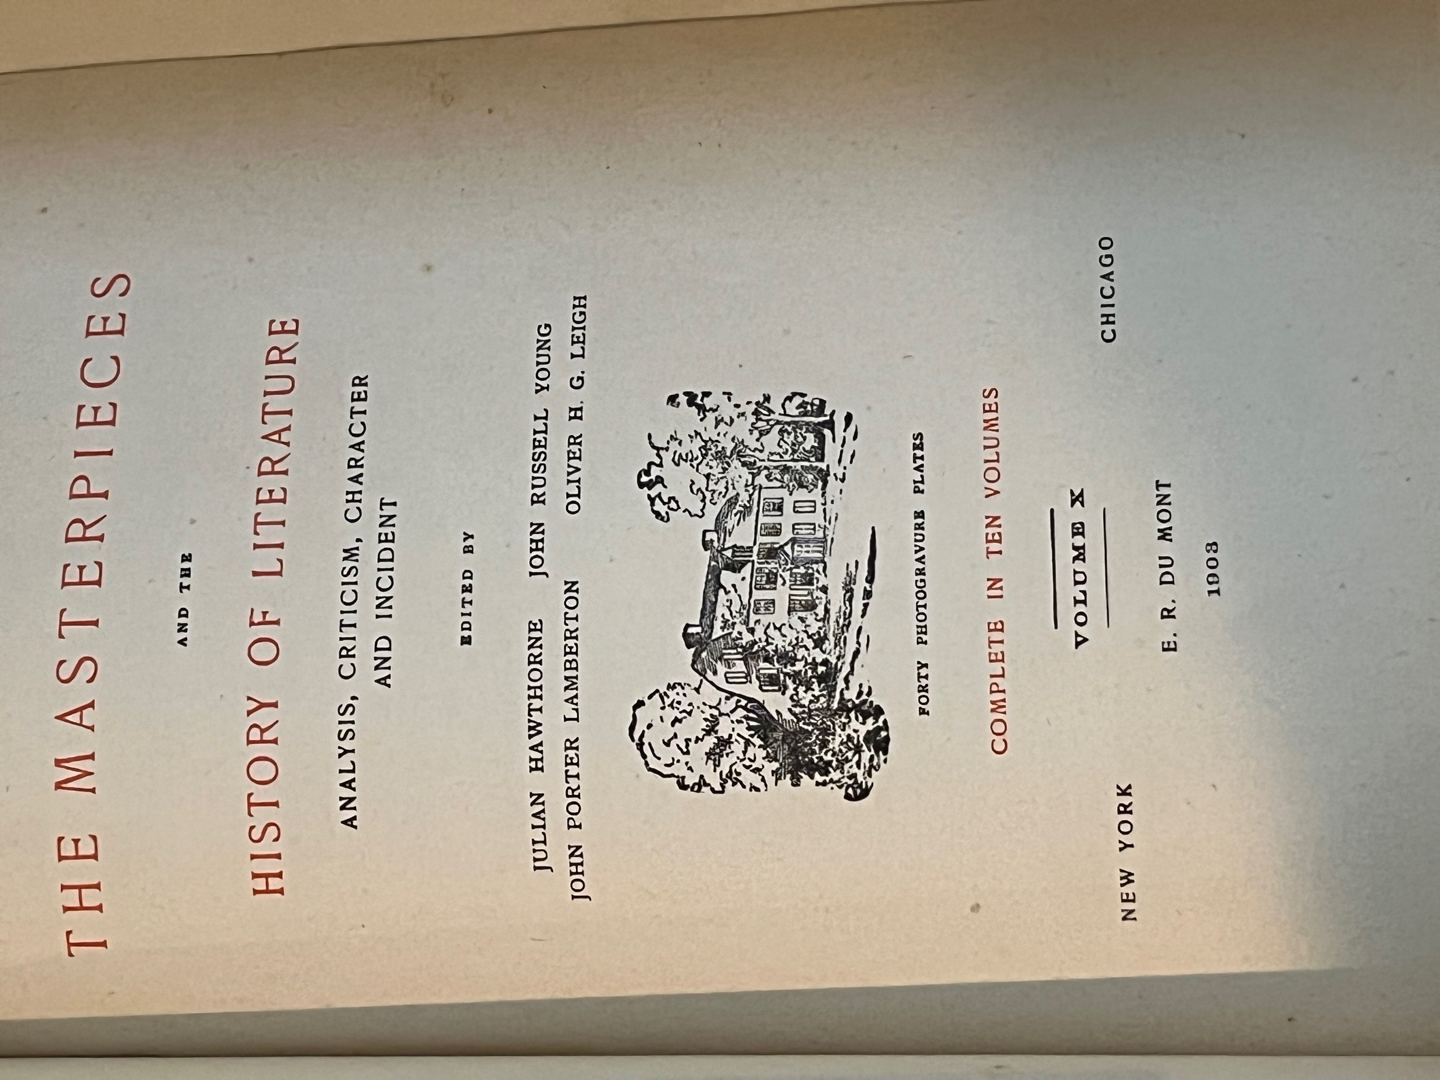 THE MASTERPIECES
AND THE
HISTORY OF LITERATURE
ANALYSIS, CRITICISM, CHARACTER
AND INCIDENT
EDITED BY
JULIAN HAWTHORNE JOHN RUSSELL YOUNG
JOHN PORTER LAMBERTON OLIVER H. G. LEIGH
FORTY PHOTOGRAVURE PLATES
COMPLETE IN TEN VOLUMES
VOLUME X
NEW YORK CHICAGO
E. R. DU MONT
1903